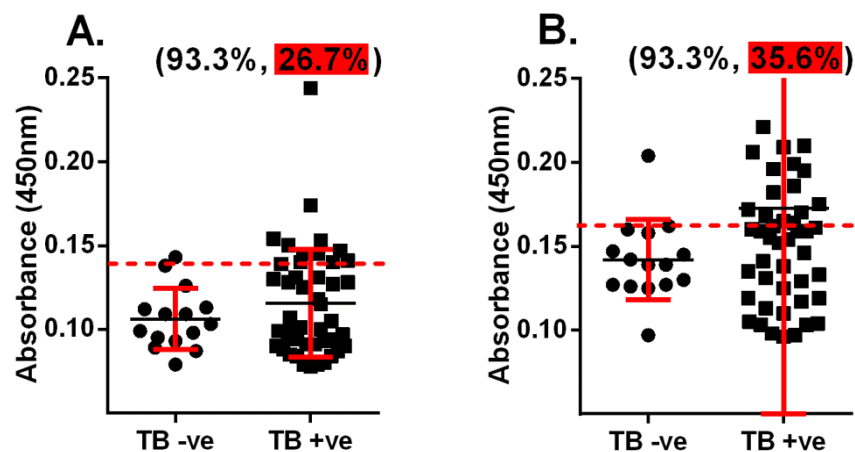 A.
(93.3%, 26.7%)
Absorbance (450nm)
0.25
0.20
0.15
0.10
TB -ve
TB +ve
B.
(93.3%, 35.6%)
Absorbance (450nm)
0.25
0.20
0.15
0.10
TB -ve
TB +ve